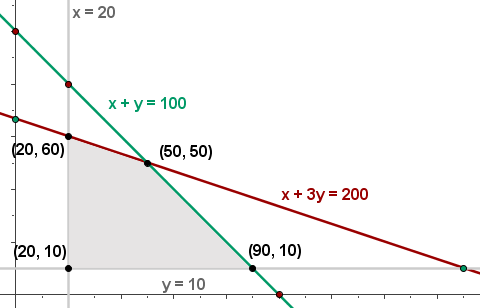 x = 20
x + y = 100
(20, 60)
(50, 50)
x + 3y = 200
(20, 10)
(90, 10)
y = 10